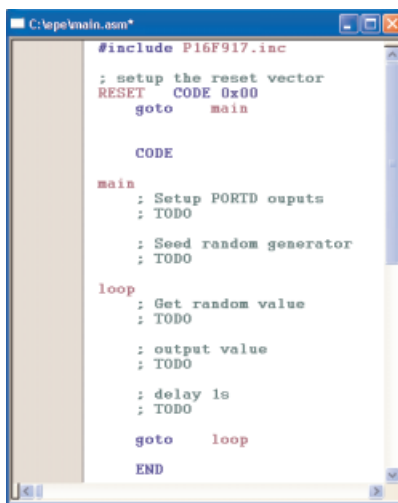 C:\epe\main.asm*
#include P16F917.inc
; setup the reset vector
RESET CODE 0x00
goto main
CODE
main
; Setup PORTD ouputs
; TODO
; Seed random generator
; TODO
loop
; Get random value
; TODO
; output value
; TODO
; delay 1s
; TODO
goto loop
END